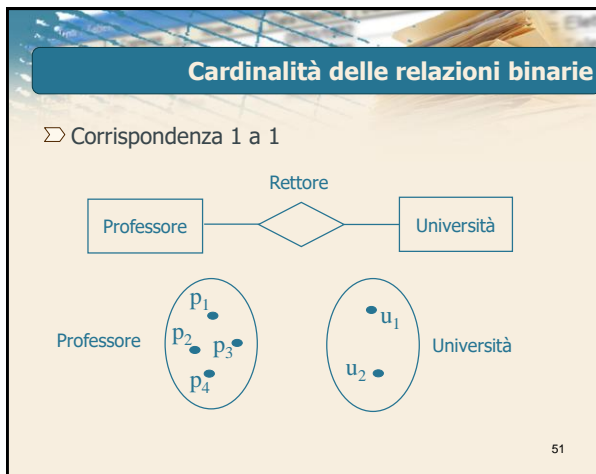 Cardinalità delle relazioni binarie
Corrispondenza 1 a 1
Rettore
Professore
Università
Professore
p1
p2
p3
p4
u1
u2
Università
51